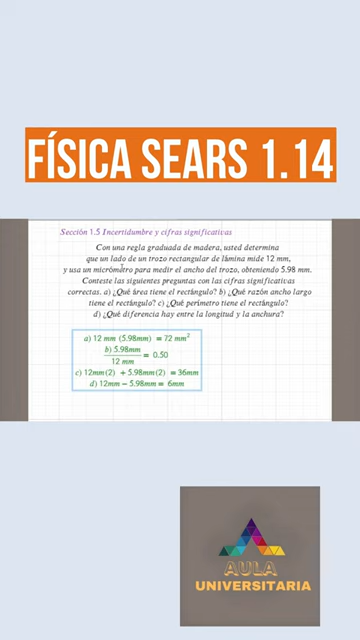 FÍSICA SEARS 1.14
Sección 1.5 Incertidumbre y cifras significativas
Con una regla graduada de madera, usted determina
que un lado de un trozo rectangular de lámina mide 12 mm,
y usa un micrómetro para medir el ancho del trozo, obteniendo 5.98 mm.
Conteste las siguientes preguntas con las cifras significativas
correctas. a) ¿Qué área tiene el rectángulo? b) ¿Qué razón ancho largo
tiene el rectángulo? c) ¿Qué perímetro tiene el rectángulo?
d) ¿Qué diferencia hay entre la longitud y la anchura?
a) 12 mm (5.98mm) = 72 mm²
b) 5.98mm
12 mm = 0.50
c) 12mm(2) + 5.98mm(2) = 36mm
d) 12mm − 5.98mm = 6mm
AULA
UNIVERSITARIA